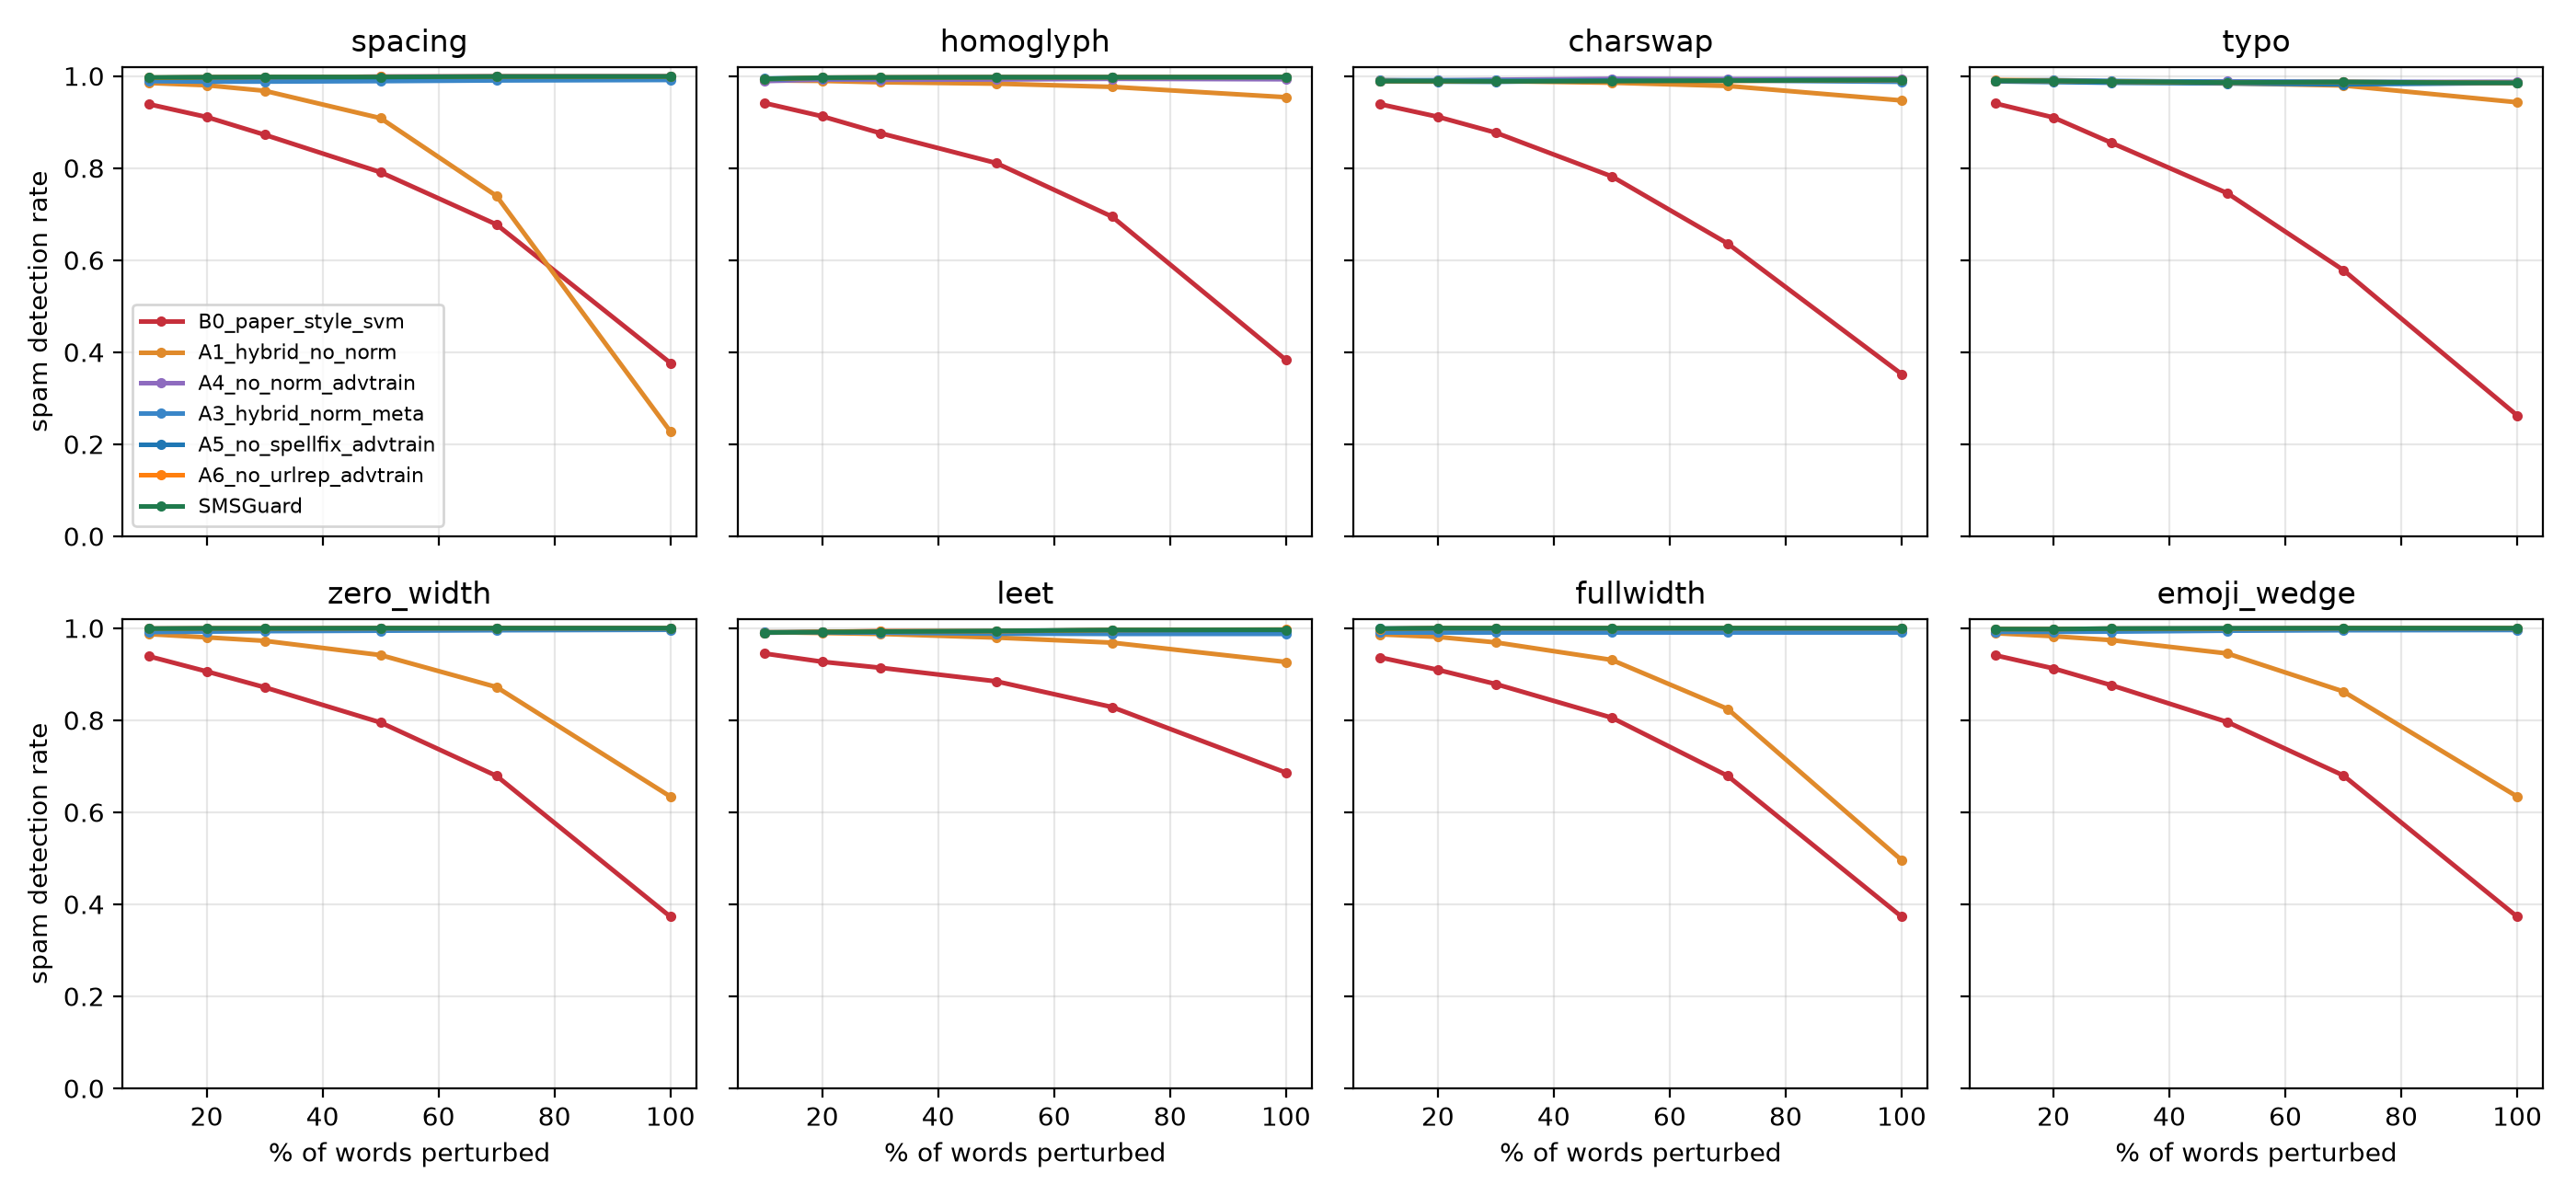 spacing
homoglyph
charswap
typo
spam detection rate
1.0
0.8
0.6
0.4
0.2
0.0
B0_paper_style_svm
A1_hybrid_no_norm
A4_no_norm_advtrain
A3_hybrid_norm_meta
A5_no_spellfix_advtrain
A6_no_urlrep_advtrain
SMSGuard
zero_width
leet
fullwidth
emoji_wedge
spam detection rate
1.0
0.8
0.6
0.4
0.2
0.0
20 40 60 80 100
20 40 60 80 100
20 40 60 80 100
20 40 60 80 100
% of words perturbed
% of words perturbed
% of words perturbed
% of words perturbed